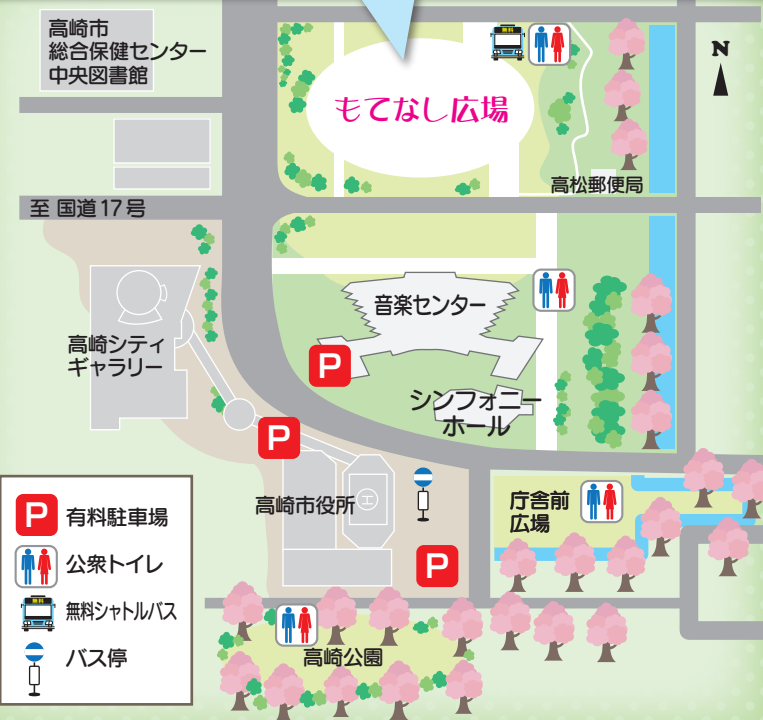 高崎市
総合保健センター
中央図書館
無料
N
もてなし広場
高松郵便局
至 国道17号
音楽センター
高崎シティ
ギャラリー
P
シンフォニー
ホール
P
高崎市役所
H
庁舎前
広場
P
高崎公園
P 有料駐車場
公衆トイレ
無料 無料シャトルバス
バス停